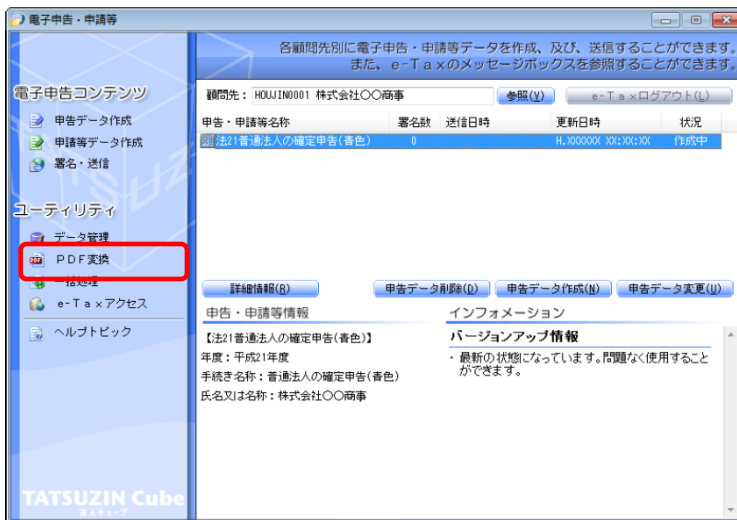 電子申告・申請等
各顧問先別に電子申告・申請等データを作成、及び、送信することができます。
また、e-Taxのメッセージボックスを参照することができます。
電子申告コンテンツ
申告データ作成
申請等データ作成
署名・送信
ユーティリティ
データ管理
PDF変換
一括処理
e-Taxアクセス
ヘルプトピック
顧問先： HOUJIN0001 株式会社〇〇商事 参照(Y) e-Taxログアウト(L)
申告・申請等名称 署名数 送信日時 更新日時 状況
法21普通法人の確定申告(青色) 0 H.XXXXXX XX:XX:XX 作成中
詳細情報(R) 申告データ削除(D) 申告データ作成(N) 申告データ変更(U)
申告・申請等情報
【法21普通法人の確定申告(青色)】
年度：平成21年度
手続き名称：普通法人の確定申告(青色)
氏名又は名称：株式会社〇〇商事
インフォメーション
バージョンアップ情報
・最新の状態になっています。問題なく使用すること
ができます。
TATSUZIN Cube
達人キューブ